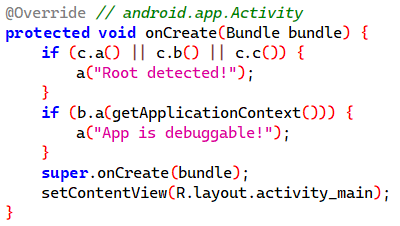 @Override // android.app.Activity
protected void onCreate(Bundle bundle) {
    if (c.a() || c.b() || c.c()) {
        a("Root detected!");
    }
    if (b.a(getApplicationContext())) {
        a("App is debuggable!");
    }
    super.onCreate(bundle);
    setContentView(R.layout.activity_main);
}